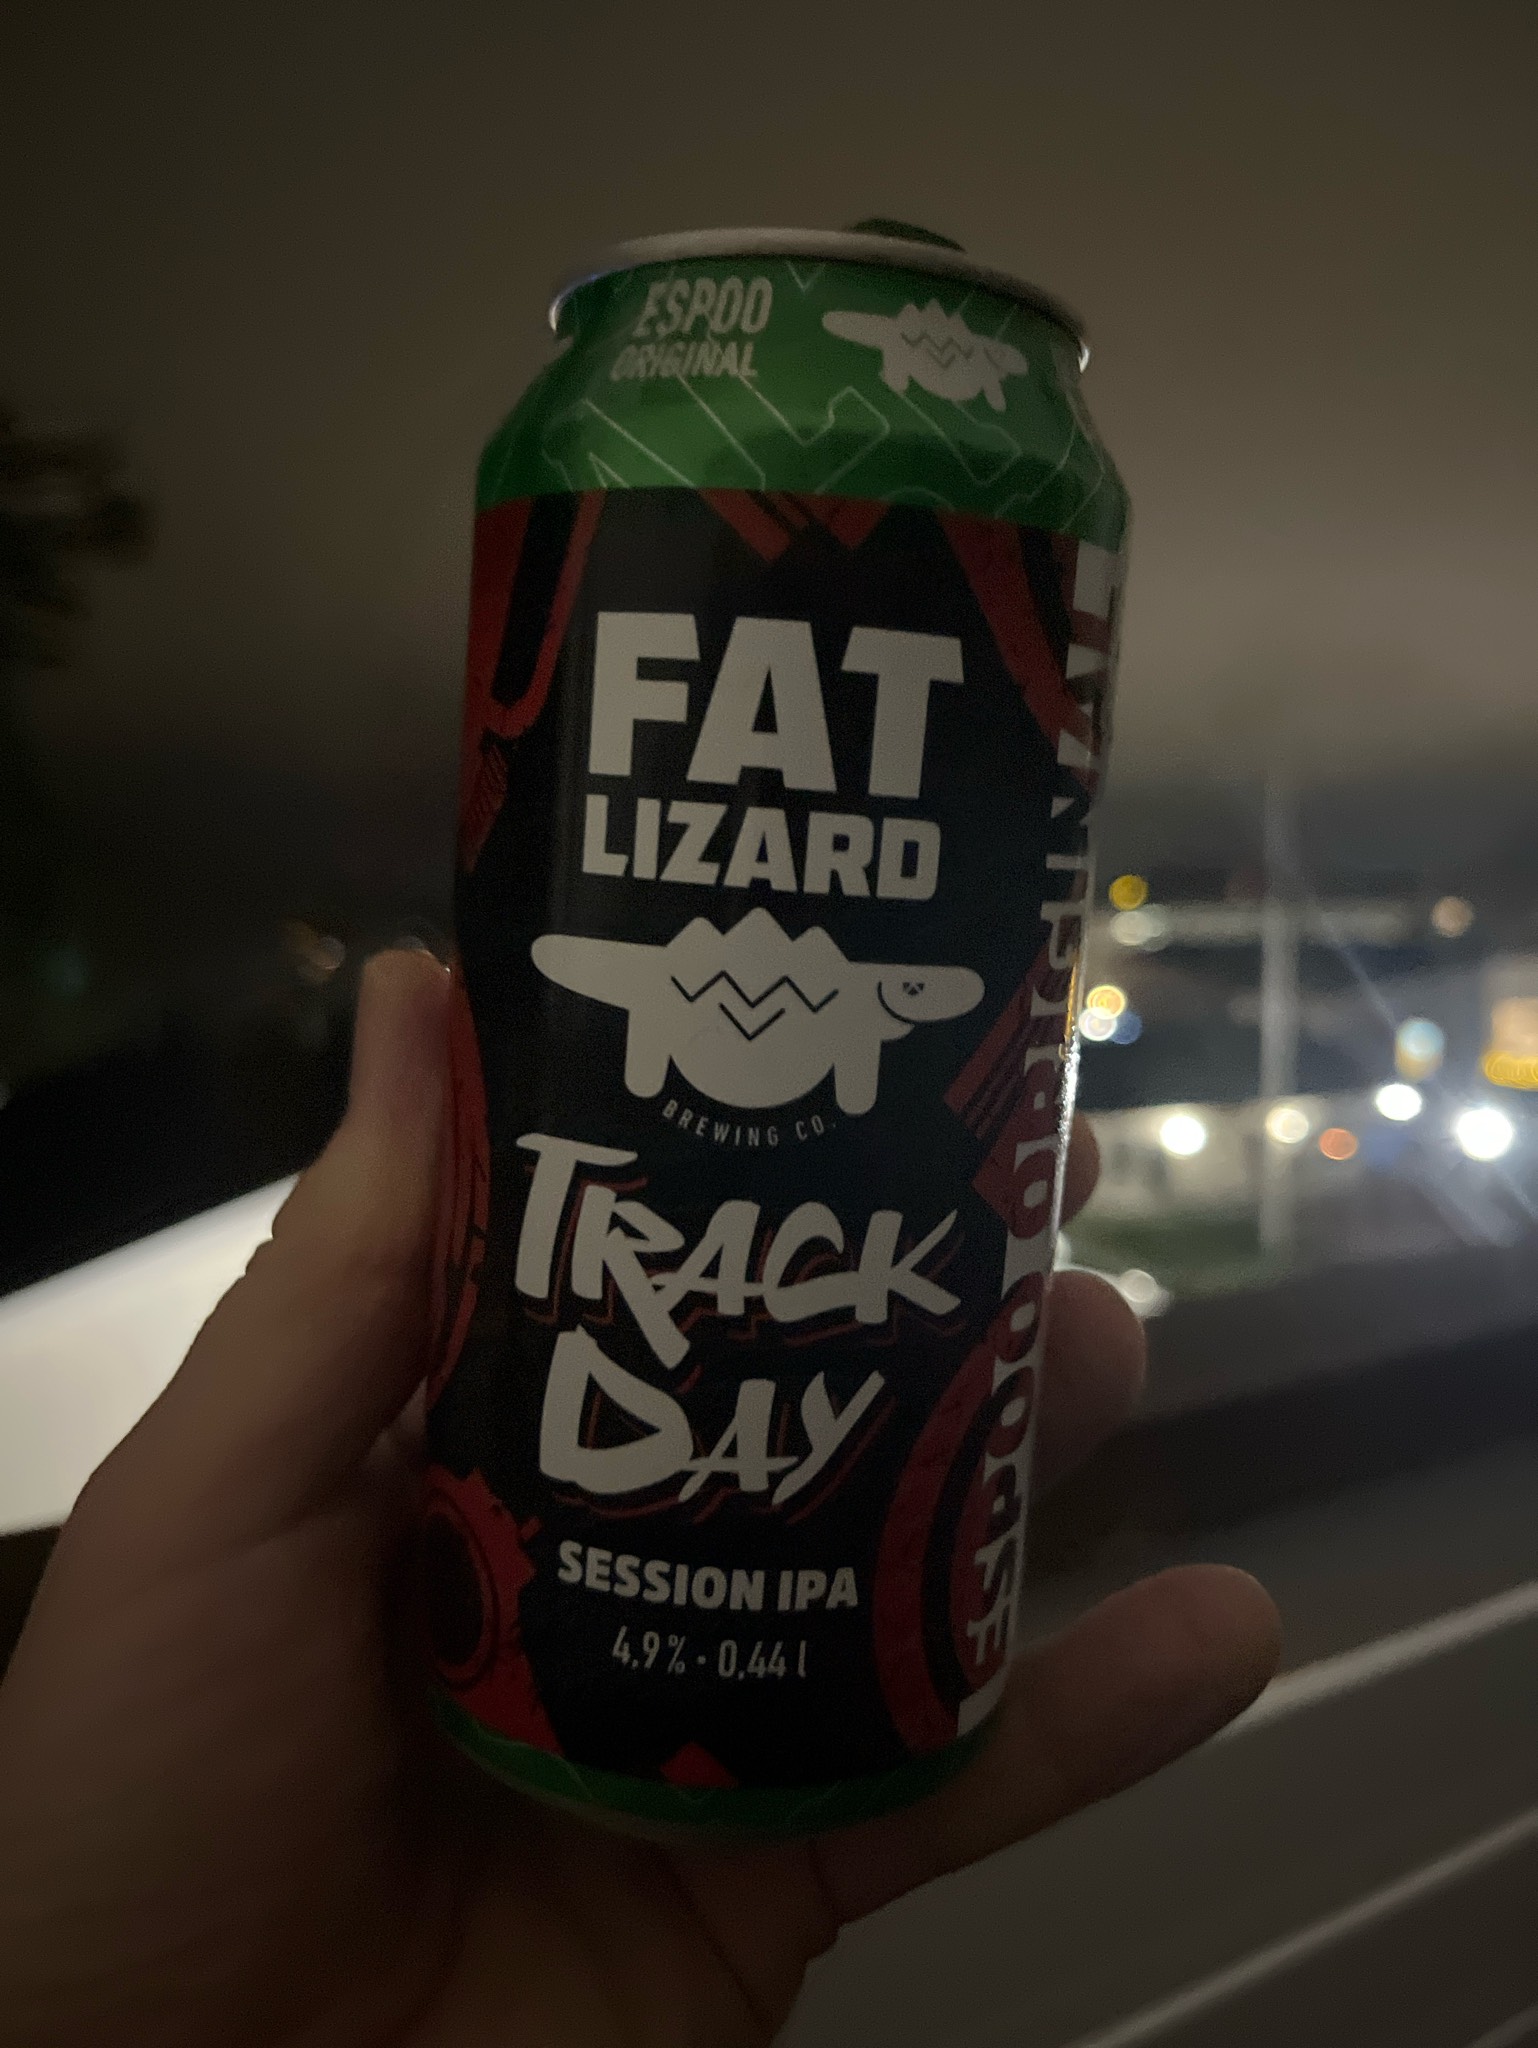 ESPOO
ORIGINAL
FAT
LIZARD
BREWING CO.
TRACK
DAY
SESSION IPA
4,9% · 0,44 l